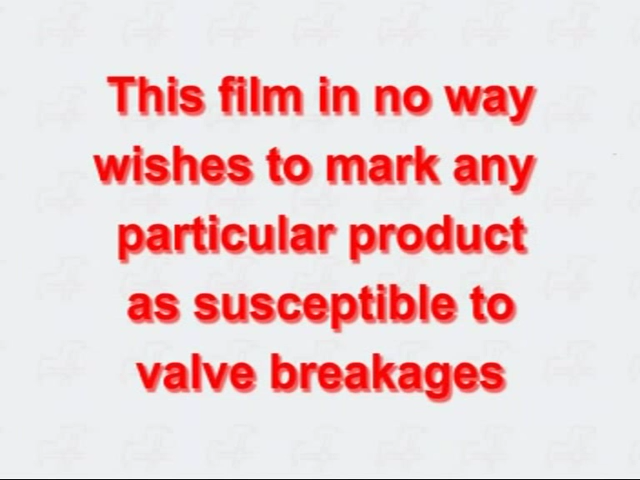 This film in no way
wishes to mark any
particular product
as susceptible to
valve breakages